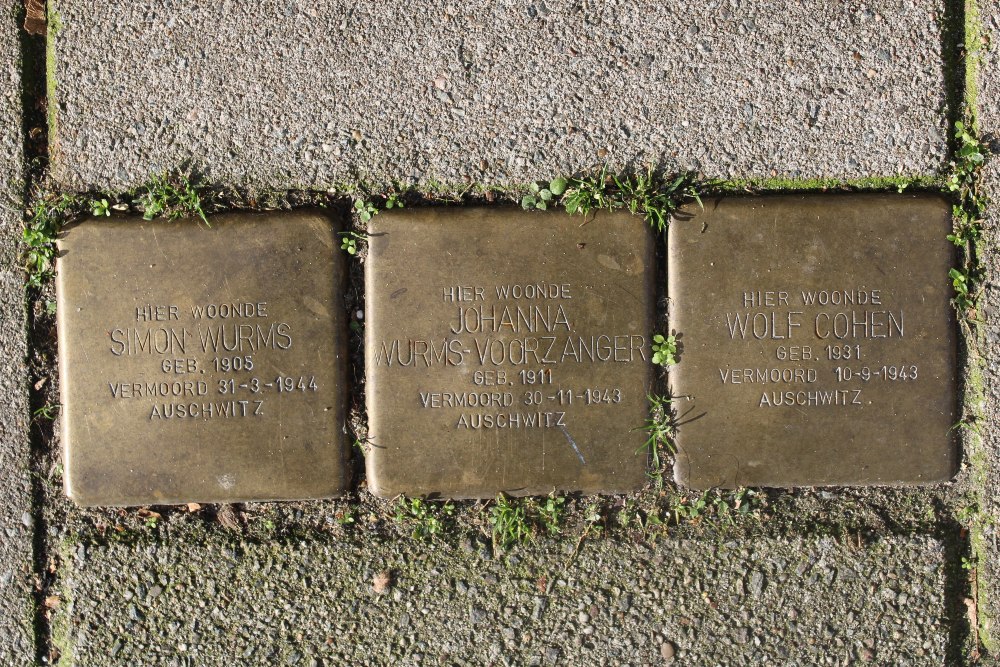 HIER WOONDE
SIMON WURMS
GEB. 1905
VERMOORD 31-3-1944
AUSCHWITZ
HIER WOONDE
JOHANNA
WURMS-VOORZANGER
GEB. 1911
VERMOORD 30-11-1943
AUSCHWITZ
HIER WOONDE
WOLF COHEN
GEB. 1931
VERMOORD 10-9-1943
AUSCHWITZ.